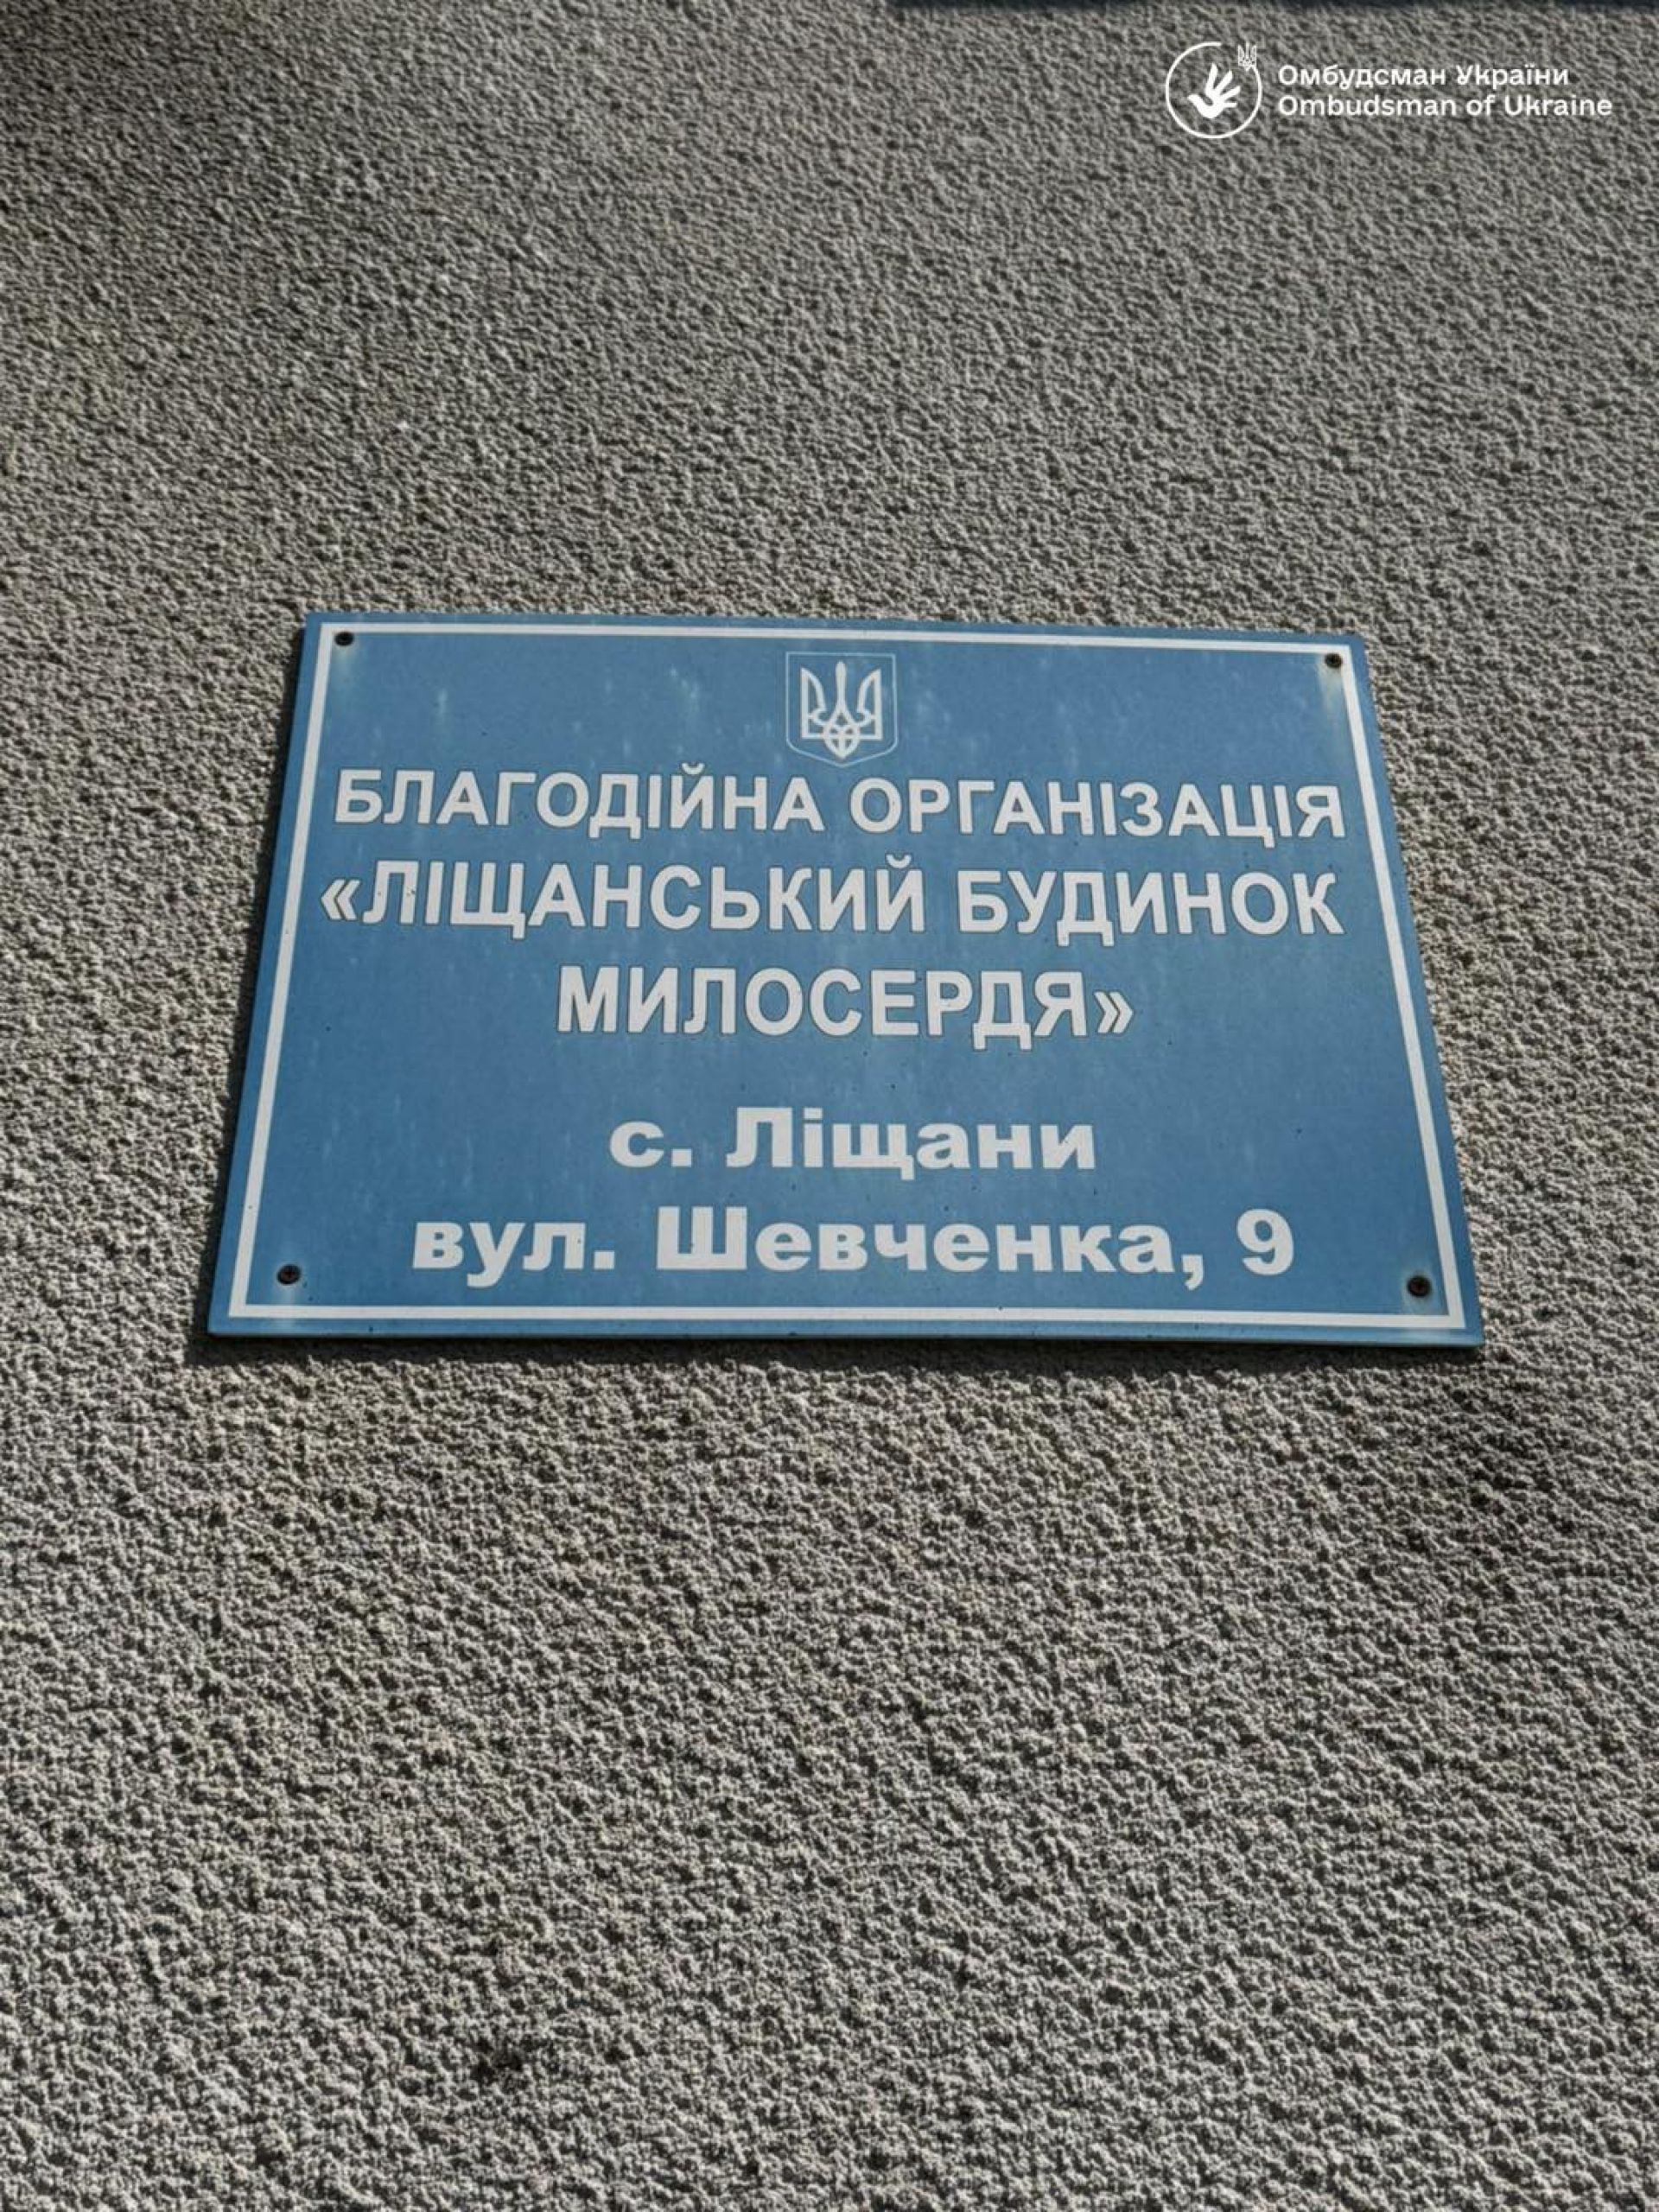 Омбудсман України
Ombudsman of Ukraine
БЛАГОДІЙНА ОРГАНІЗАЦІЯ
«ЛІЩАНСЬКИЙ БУДИНОК
МИЛОСЕРДЯ»
с. Ліщани
вул. Шевченка, 9